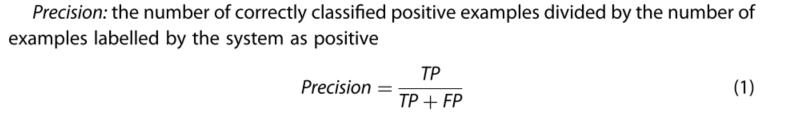 Precision: the number of correctly classified positive examples divided by the number of
examples labelled by the system as positive
Precision = TP / TP + FP (1)